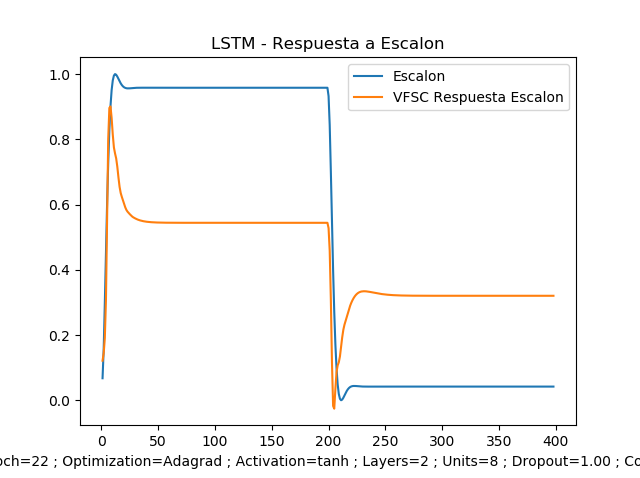 LSTM - Respuesta a Escalon
Escalon
VFSC Respuesta Escalon
1.0
0.8
0.6
0.4
0.2
0.0
0 50 100 150 200 250 300 350 400
och=22 ; Optimization=Adagrad ; Activation=tanh ; Layers=2 ; Units=8 ; Dropout=1.00 ; Co